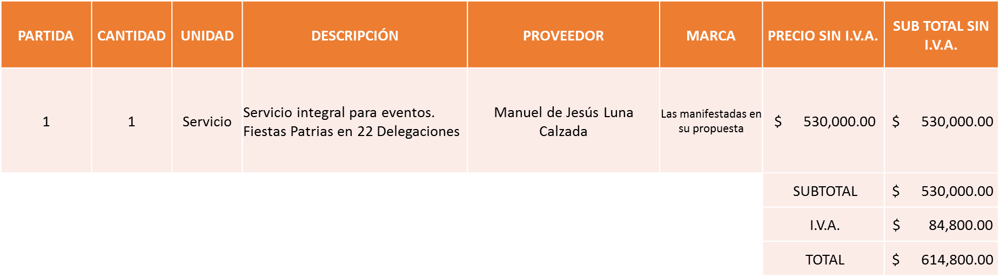 PARTIDA CANTIDAD UNIDAD DESCRIPCIÓN PROVEEDOR MARCA PRECIO SIN I.V.A. SUB TOTAL SIN
I.V.A.
1 1 Servicio Servicio integral para eventos.
Fiestas Patrias en 22 Delegaciones
Manuel de Jesús Luna
Calzada
Las manifestadas en
su propuesta
$ 530,000.00 $ 530,000.00
SUBTOTAL $ 530,000.00
I.V.A. $ 84,800.00
TOTAL $ 614,800.00